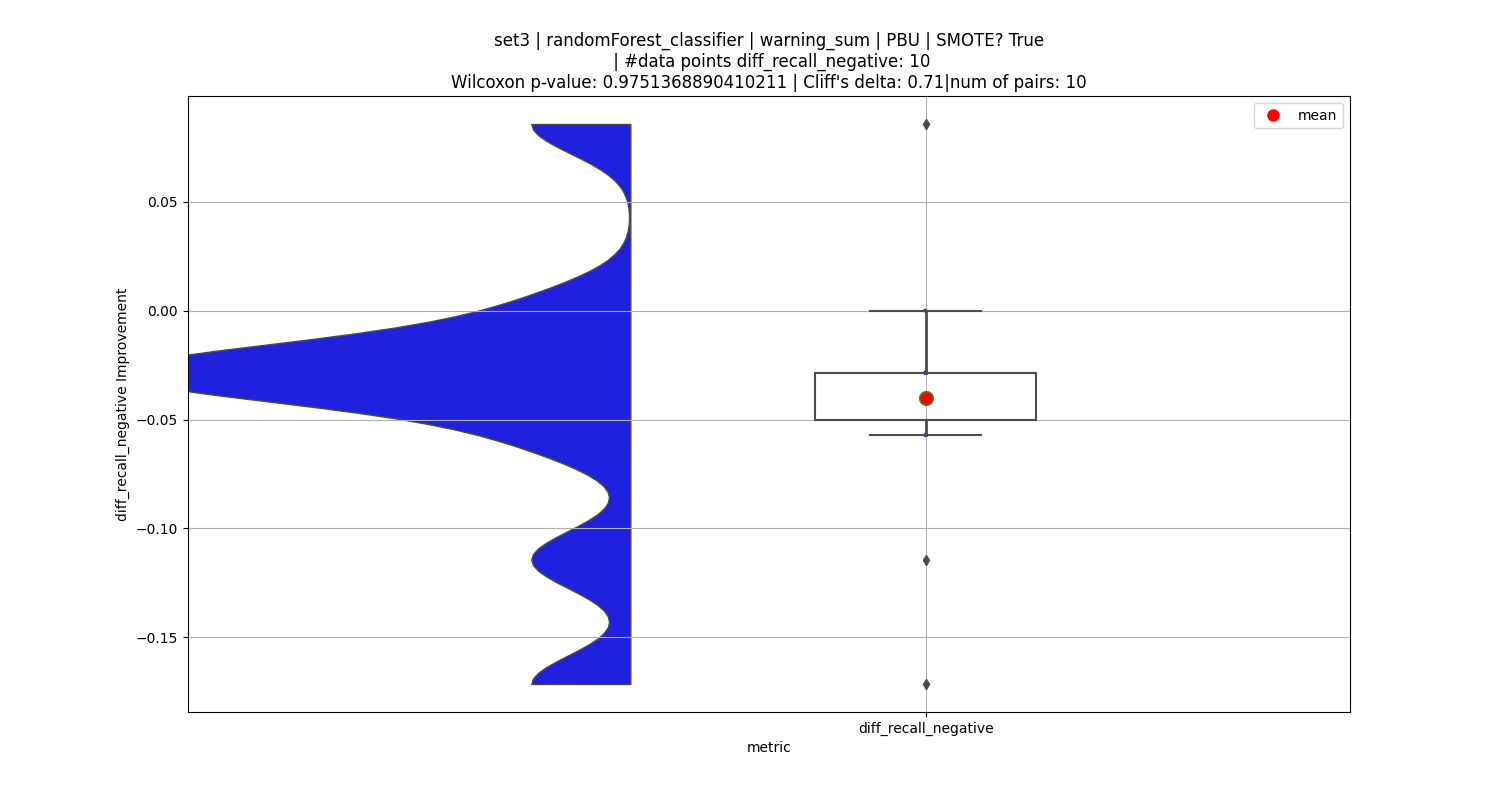 set3 | randomForest_classifier | warning_sum | PBU | SMOTE? True
| #data points diff_recall_negative: 10
Wilcoxon p-value: 0.9751368890410211 | Cliff's delta: 0.71|num of pairs: 10
mean
0.05
0.00
−0.05
−0.10
−0.15
diff_recall_negative Improvement
diff_recall_negative
metric